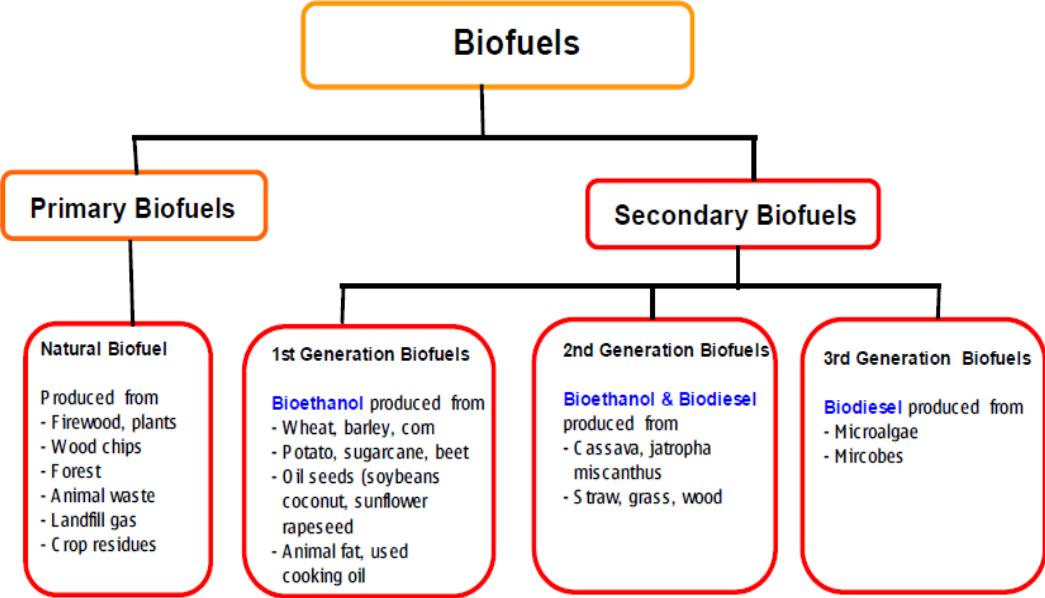 Biofuels
Primary Biofuels
Secondary Biofuels
Natural Biofuel
Produced from
- Firewood, plants
- Wood chips
- Forest
- Animal waste
- Landfill gas
- Crop residues
1st Generation Biofuels
Bioethanol produced from
- Wheat, barley, corn
- Potato, sugarcane, beet
- Oil seeds (soybeans
coconut, sunflower
rapeseed
- Animal fat, used
cooking oil
2nd Generation Biofuels
Bioethanol & Biodiesel
produced from
- Cassava, jatropha
miscanthus
- Straw, grass, wood
3rd Generation Biofuels
Biodiesel produced from
- Microalgae
- Mircobes